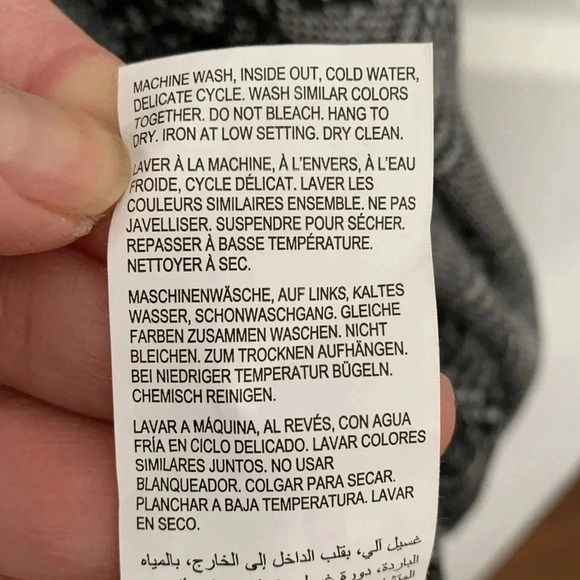 MACHINE WASH, INSIDE OUT, COLD WATER,
DELICATE CYCLE. WASH SIMILAR COLORS
TOGETHER. DO NOT BLEACH. HANG TO
DRY. IRON AT LOW SETTING. DRY CLEAN.
LAVER À LA MACHINE, À L'ENVERS, À L'EAU
FROIDE, CYCLE DÉLICAT. LAVER LES
COULEURS SIMILAIRES ENSEMBLE. NE PAS
JAVELLISER. SUSPENDRE POUR SÉCHER.
REPASSER À BASSE TEMPÉRATURE.
NETTOYER À SEC.
MASCHINENWÄSCHE, AUF LINKS, KALTES
WASSER, SCHONWASCHGANG. GLEICHE
FARBEN ZUSAMMEN WASCHEN. NICHT
BLEICHEN. ZUM TROCKNEN AUFHÄNGEN.
BEI NIEDRIGER TEMPERATUR BÜGELN.
CHEMISCH REINIGEN.
LAVAR A MÁQUINA, AL REVÉS, CON AGUA
FRÍA EN CICLO DELICADO. LAVAR COLORES
SIMILARES JUNTOS. NO USAR
BLANQUEADOR. COLGAR PARA SECAR.
PLANCHAR A BAJA TEMPERATURA. LAVAR
EN SECO.
غسيل آلي، بقلب الداخل إلى الخارج، بالمياه
الباردة، دورة